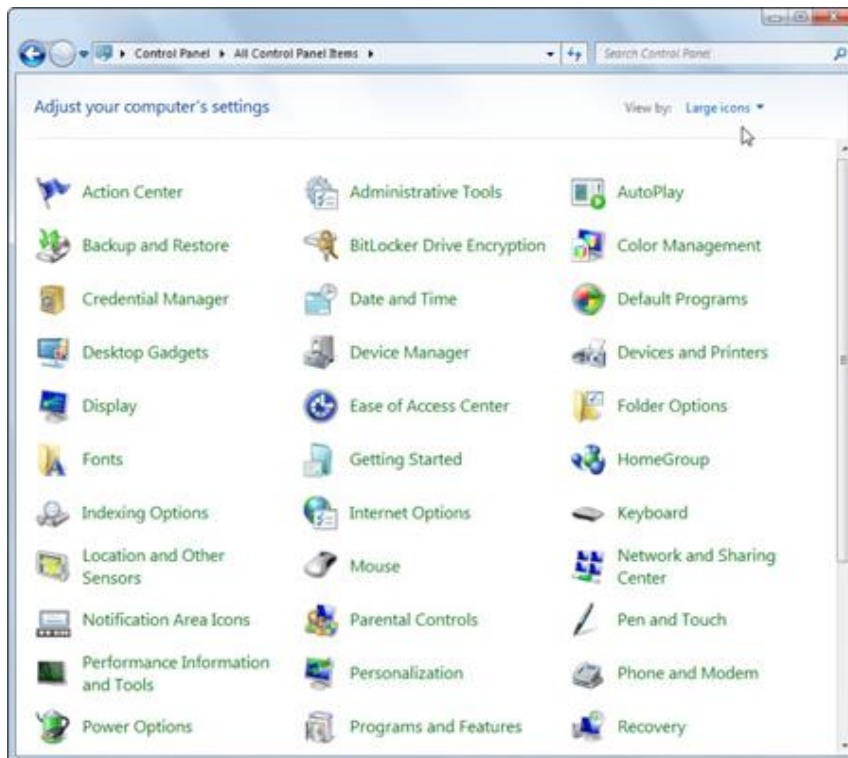 Control Panel ▸ All Control Panel Items ▸
Search Control Panel
Adjust your computer's settings
View by: Large icons
Action Center
Administrative Tools
AutoPlay
Backup and Restore
BitLocker Drive Encryption
Color Management
Credential Manager
Date and Time
Default Programs
Desktop Gadgets
Device Manager
Devices and Printers
Display
Ease of Access Center
Folder Options
Fonts
Getting Started
HomeGroup
Indexing Options
Internet Options
Keyboard
Location and Other
Sensors
Mouse
Network and Sharing
Center
Notification Area Icons
Parental Controls
Pen and Touch
Performance Information
and Tools
Personalization
Phone and Modem
Power Options
Programs and Features
Recovery